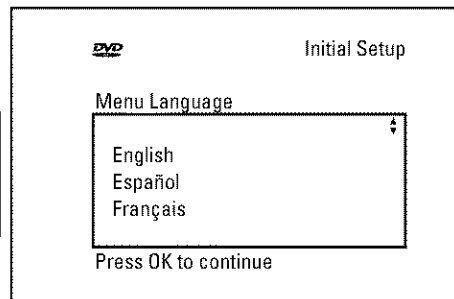 DVD
Initial Setup
Menu Language
English
Español
Français
Press OK to continue